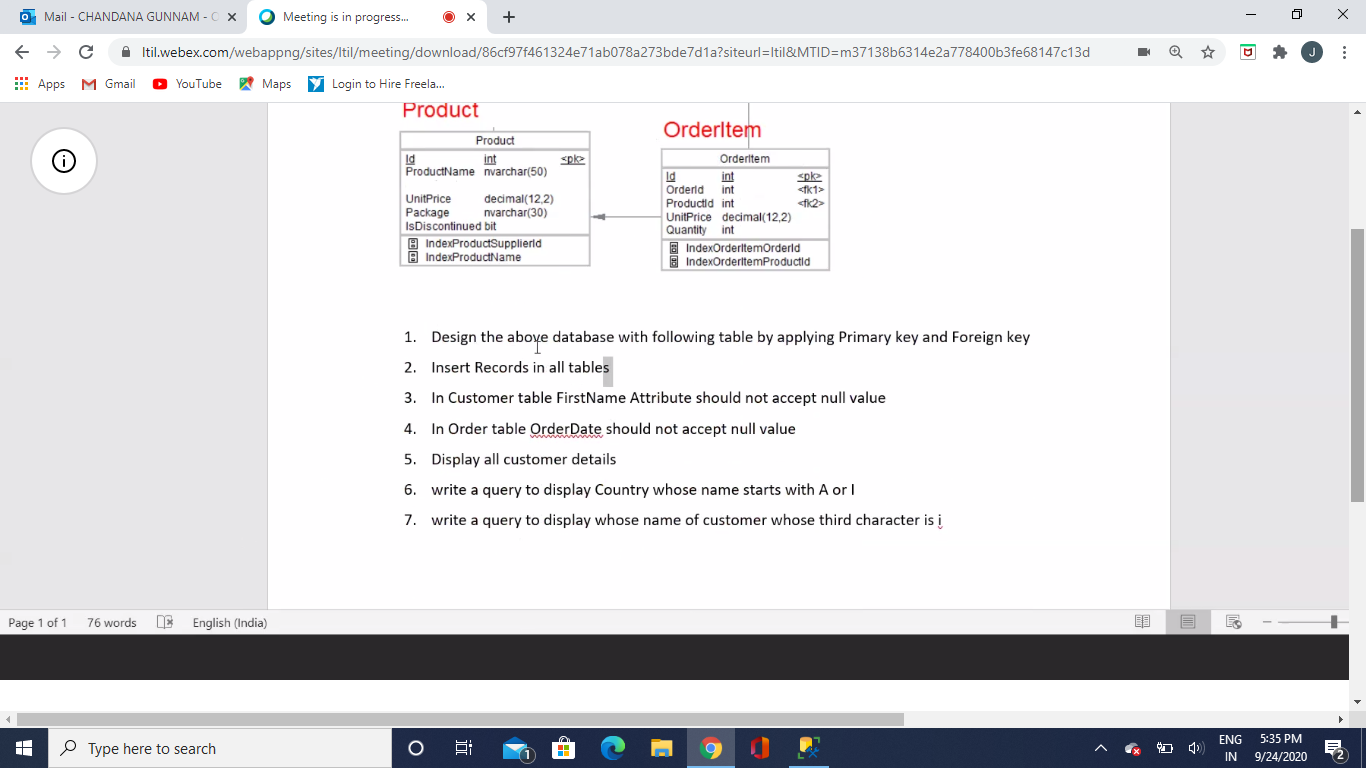 Mail - CHANDANA GUNNAM - O
Meeting is in progress...
ltil.webex.com/webappng/sites/ltil/meeting/download/86cf97f461324e71ab078a273bde7d1a?siteurl=ltil&MTID=m37138b6314e2a778400b3fe68147c13d
J
Apps Gmail YouTube Maps Login to Hire Freela...
Product
Product
Id int <pk>
ProductName nvarchar(50)
UnitPrice decimal(12,2)
Package nvarchar(30)
IsDiscontinued bit
IndexProductSupplierId
IndexProductName
OrderItem
OrderItem
Id int <pk>
OrderId int <fk1>
ProductId int <fk2>
UnitPrice decimal(12,2)
Quantity int
IndexOrderItemOrderId
IndexOrderItemProductId
1. Design the above database with following table by applying Primary key and Foreign key
2. Insert Records in all tables
3. In Customer table FirstName Attribute should not accept null value
4. In Order table OrderDate should not accept null value
5. Display all customer details
6. write a query to display Country whose name starts with A or I
7. write a query to display whose name of customer whose third character is i
Page 1 of 1 76 words English (India)
Type here to search
1
ENG
IN
5:35 PM
9/24/2020
2